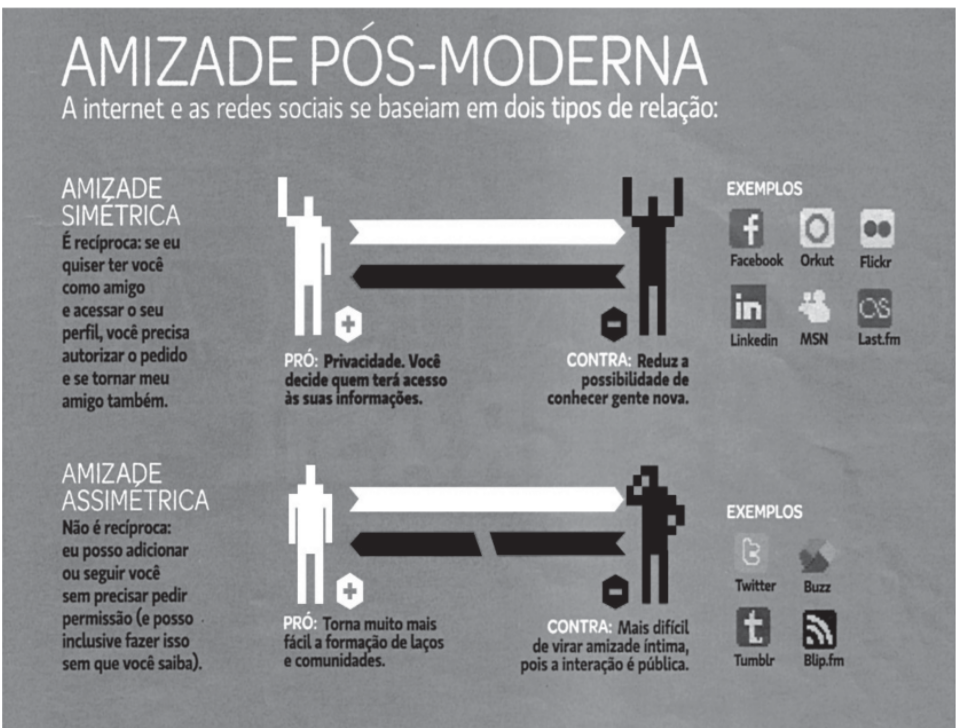 AMIZADE PÓS-MODERNA
A internet e as redes sociais se baseiam em dois tipos de relação:
AMIZADE
SIMÉTRICA
É recíproca: se eu
quiser ter você
como amigo
e acessar o seu
perfil, você precisa
autorizar o pedido
e se tornar meu
amigo também.
PRÓ: Privacidade. Você
decide quem terá acesso
às suas informações.
CONTRA: Reduz a
possibilidade de
conhecer gente nova.
EXEMPLOS
f
Facebook
Orkut
Flickr
in
Linkedin
MSN
as
Last.fm
AMIZADE
ASSIMÉTRICA
Não é recíproca:
eu posso adicionar
ou seguir você
sem precisar pedir
permissão (e posso
inclusive fazer isso
sem que você saiba).
PRÓ: Torna muito mais
fácil a formação de laços
e comunidades.
CONTRA: Mais difícil
de virar amizade íntima,
pois a interação é pública.
EXEMPLOS
t
Twitter
Buzz
t
Tumblr
Blip.fm